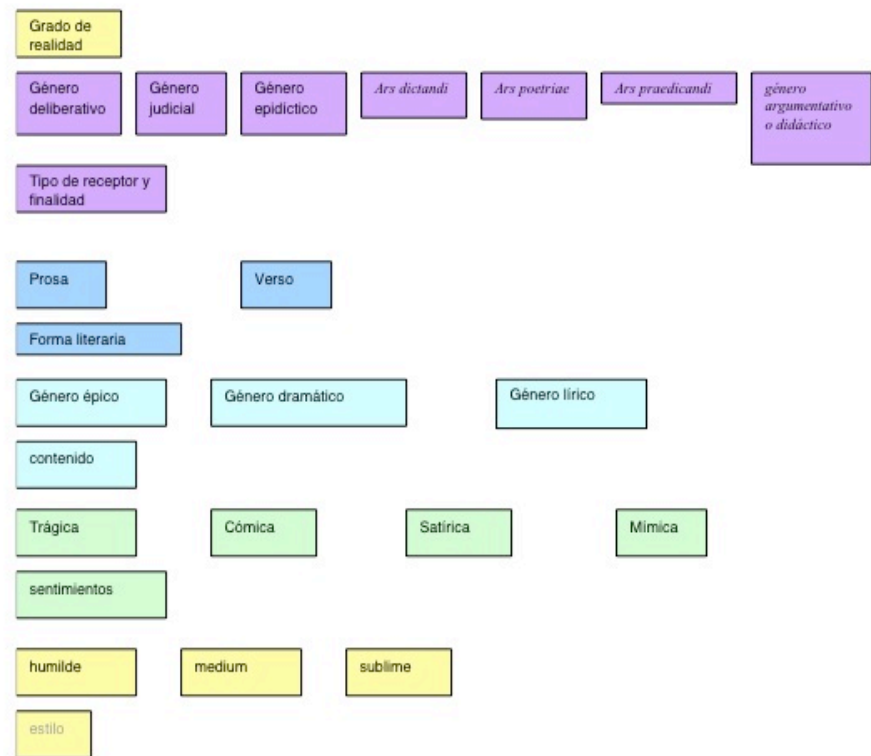 Grado de
realidad
Género
deliberativo
Género
judicial
Género
epidíctico
Ars dictandi
Ars poetriae
Ars praedicandi
género
argumentativo
o didáctico
Tipo de receptor y
finalidad
Prosa
Verso
Forma literaria
Género épico
Género dramático
Género lírico
contenido
Trágica
Cómica
Satírica
Mímica
sentimientos
humilde
medium
sublime
estilo